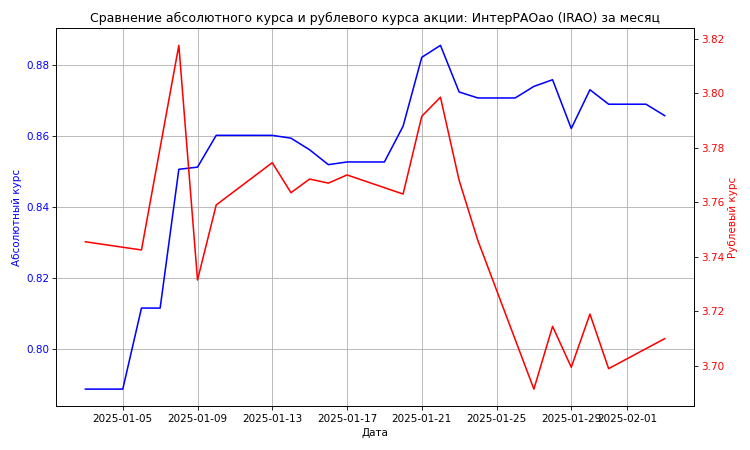 Сравнение абсолютного курса и рублевого курса акции: ИнтерРАОао (IRAO) за месяц
Абсолютный курс
0.88
0.86
0.84
0.82
0.80
3.82
3.80
3.78
3.76
3.74
3.72
3.70
Рублевый курс
2025-01-05 2025-01-09 2025-01-13 2025-01-17 2025-01-21 2025-01-25 2025-01-29 2025-02-01
Дата